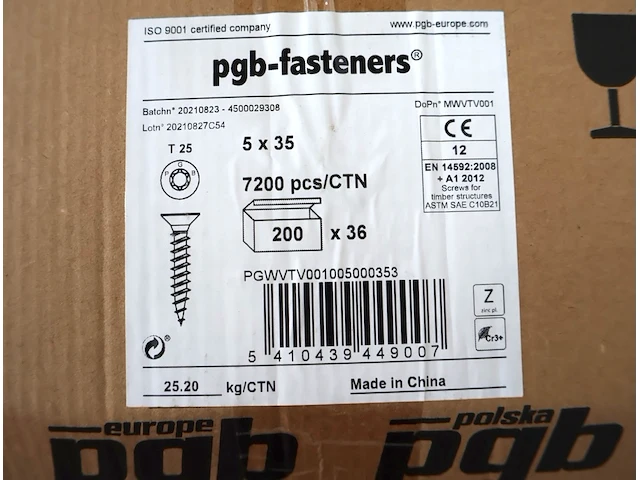 ISO 9001 certified company
www.pgb-europe.com
pgb-fasteners®
Batchn° 20210823 - 4500029308
DoPn° MWVTV001
Lotn° 20210827C54
T 25
5 x 35
CE
12
P G B
7200 pcs/CTN
EN 14592:2008
+ A1 2012
Screws for
timber structures
ASTM SAE C10B21
200 x 36
PGWVTV001005000353
Z
zinc pl.
Cr3+
®
5 410439 449007
25.20 kg/CTN
Made in China
europe
pgb
polska
pgb